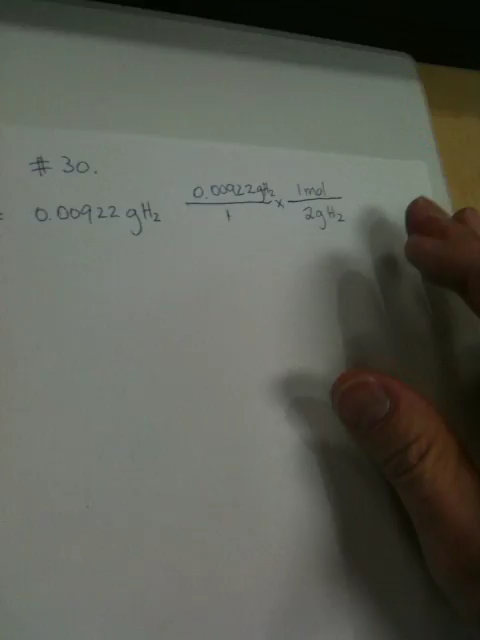 # 30.
= 0.00922 gH₂ 0.00922gH₂/1 x 1mol/2gH₂